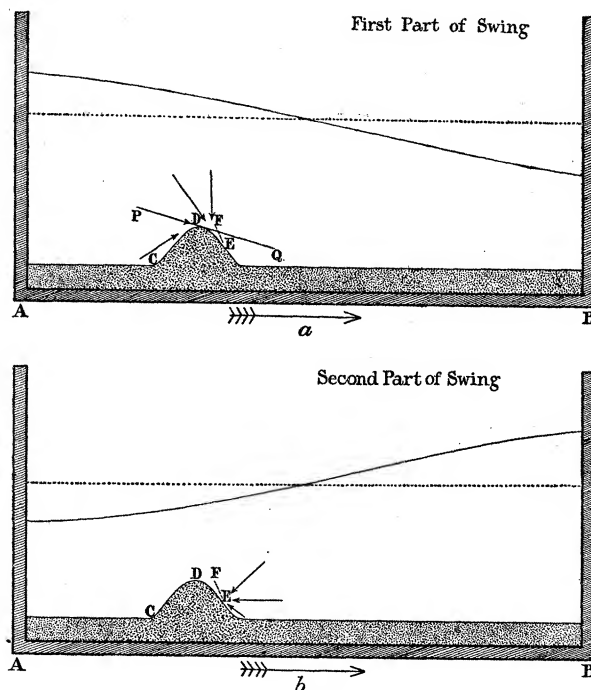 First Part of Swing
P
D
F
C
E
Q
A
B
a
Second Part of Swing
D
F
E
C
A
B
b